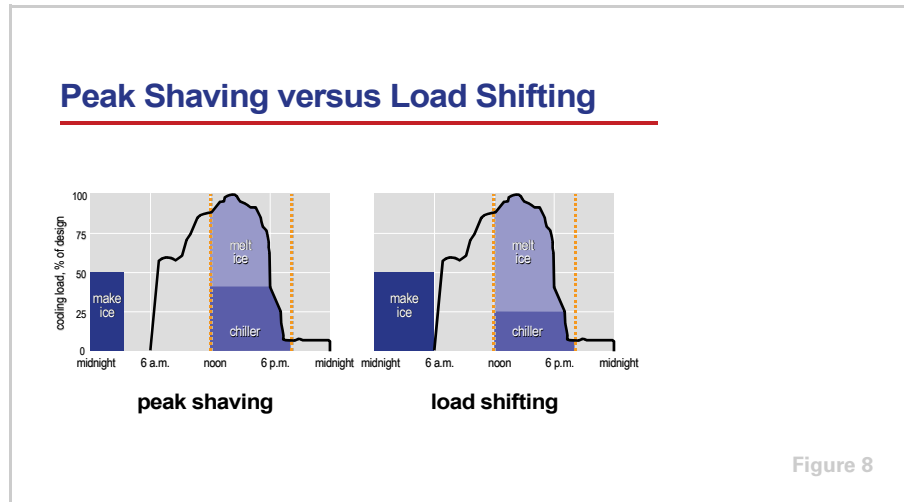 Peak Shaving versus Load Shifting
cooling load, % of design
100
75
50
25
0
make
ice
melt
ice
chiller
midnight 6 a.m. noon 6 p.m. midnight
peak shaving
make
ice
melt
ice
chiller
6 a.m. noon 6 p.m. midnight
load shifting
Figure 8